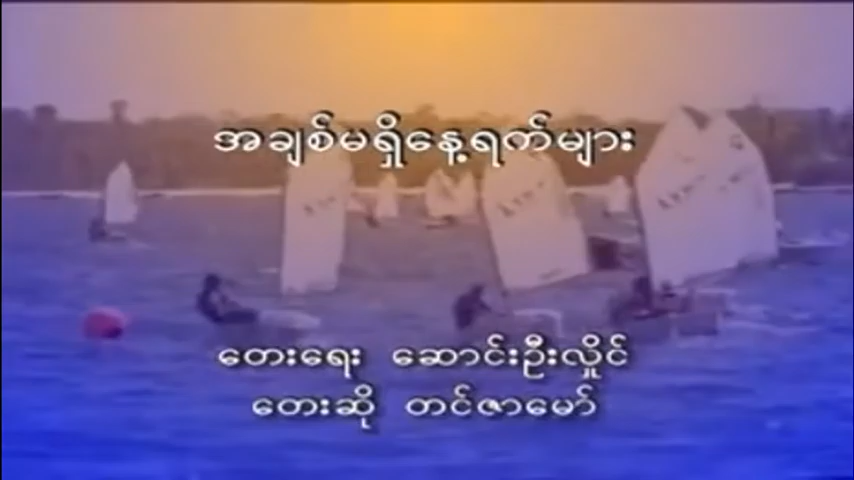 အချစ်မရှိနေ့ရက်များ
တေးရေး ဆောင်းဦးလှိုင်
တေးဆို တင်ဇာမော်